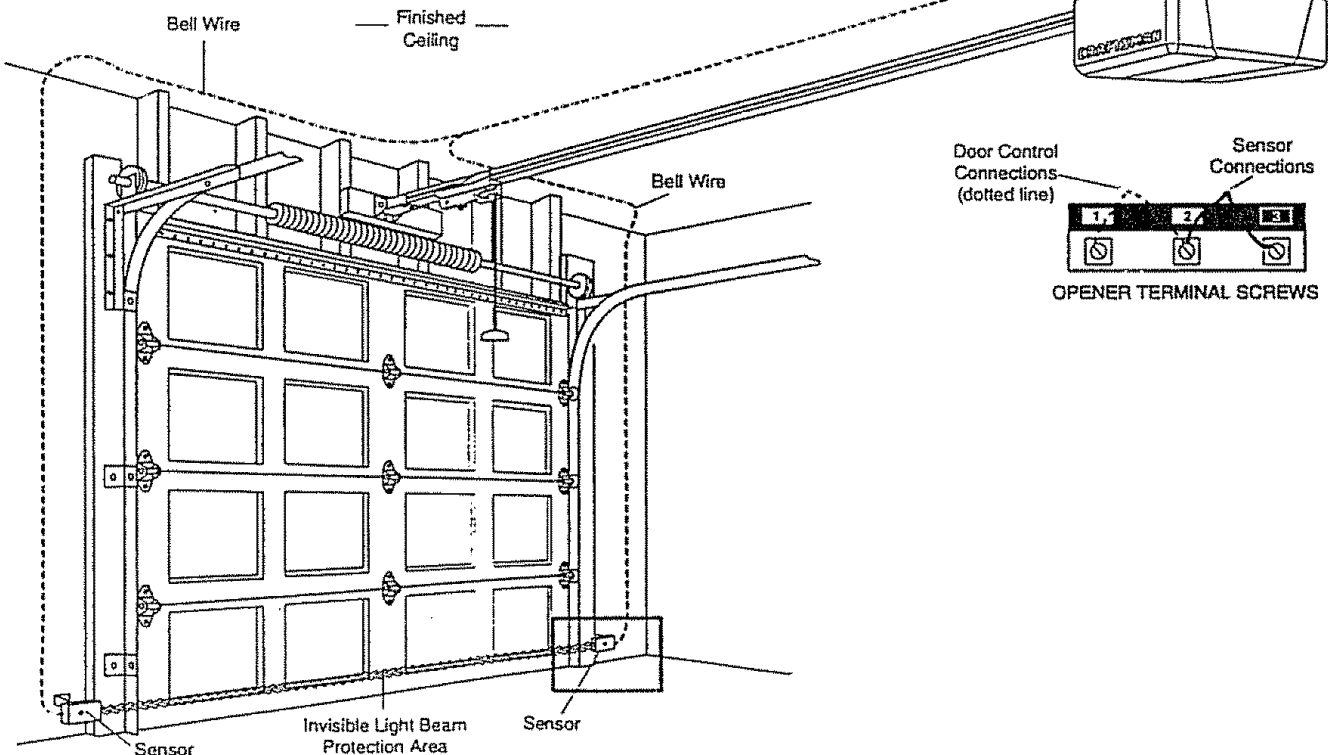 Bell Wire
Finished
Ceiling
CRAFTSMAN
Bell Wire
Door Control
Connections
(dotted line)
Sensor
Connections
1 2 3
OPENER TERMINAL SCREWS
Invisible Light Beam
Protection Area
Sensor
Sensor